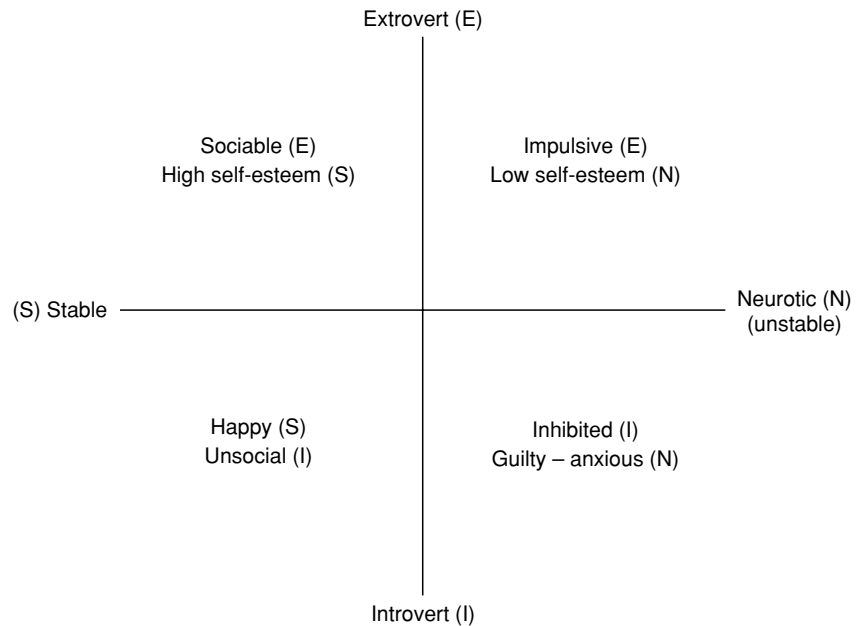 Extrovert (E)
Sociable (E)
High self-esteem (S)
Impulsive (E)
Low self-esteem (N)
(S) Stable
Neurotic (N)
(unstable)
Happy (S)
Unsocial (I)
Inhibited (I)
Guilty – anxious (N)
Introvert (I)